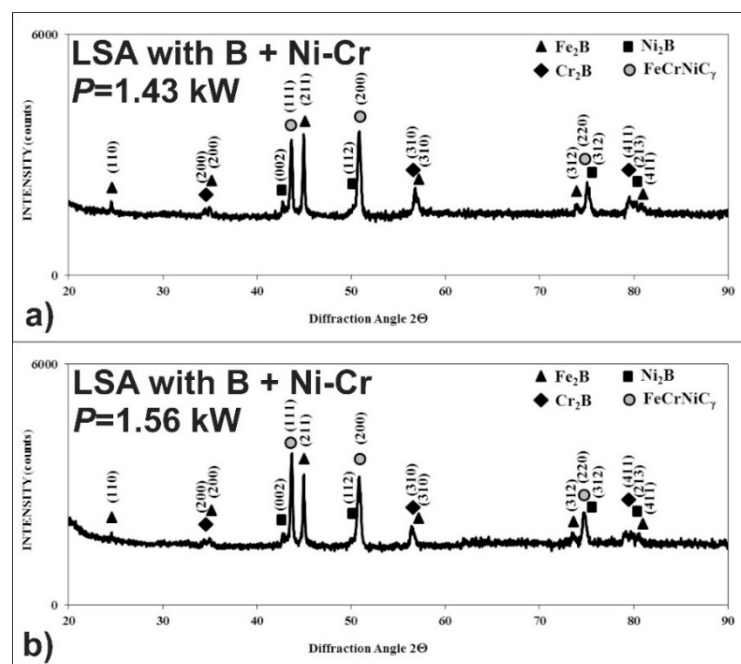 6000
LSA with B + Ni-Cr
P=1.43 kW
▲ Fe₂B ■ Ni₂B
◆ Cr₂B ● FeCrNiCᵧ
INTENSITY (counts)
(110)
(200)
(200)
(002)
(111)
(211)
(112)
(200)
(310)
(310)
(312)
(220)
(312)
(411)
(213)
(411)
0
20 30 40 50 60 70 80 90
Diffraction Angle 2Θ
a)
6000
LSA with B + Ni-Cr
P=1.56 kW
▲ Fe₂B ■ Ni₂B
◆ Cr₂B ● FeCrNiCᵧ
INTENSITY (counts)
(110)
(200)
(200)
(002)
(111)
(211)
(112)
(200)
(310)
(310)
(312)
(220)
(312)
(411)
(213)
(411)
0
20 30 40 50 60 70 80 90
Diffraction Angle 2Θ
b)